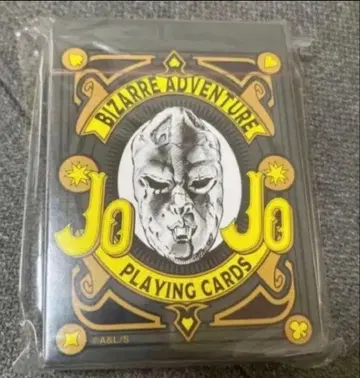 BIZARRE ADVENTURE
JoJo
PLAYING CARDS
©A&L/S